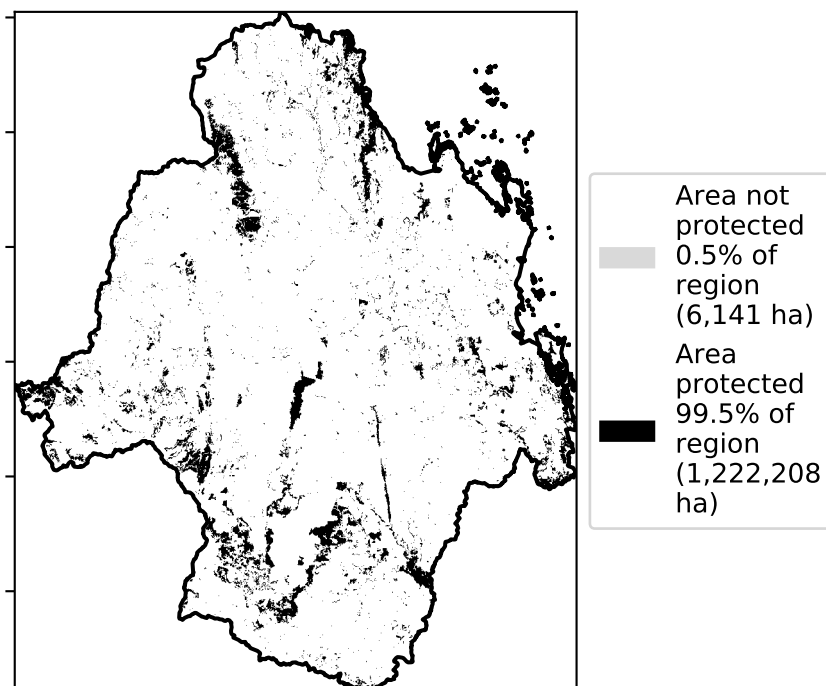 Area not
protected
0.5% of
region
(6,141 ha)
Area
protected
99.5% of
region
(1,222,208
ha)